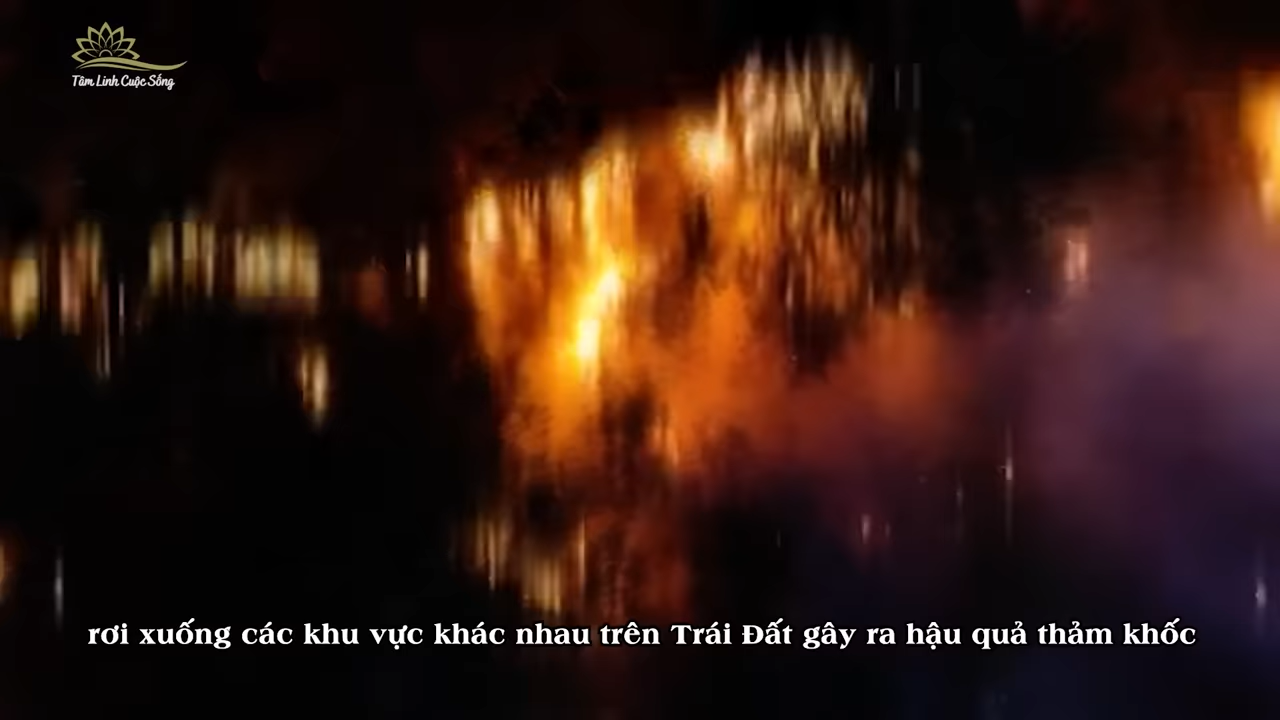 Tâm Linh Cuộc Sống
rơi xuống các khu vực khác nhau trên Trái Đất gây ra hậu quả thảm khốc